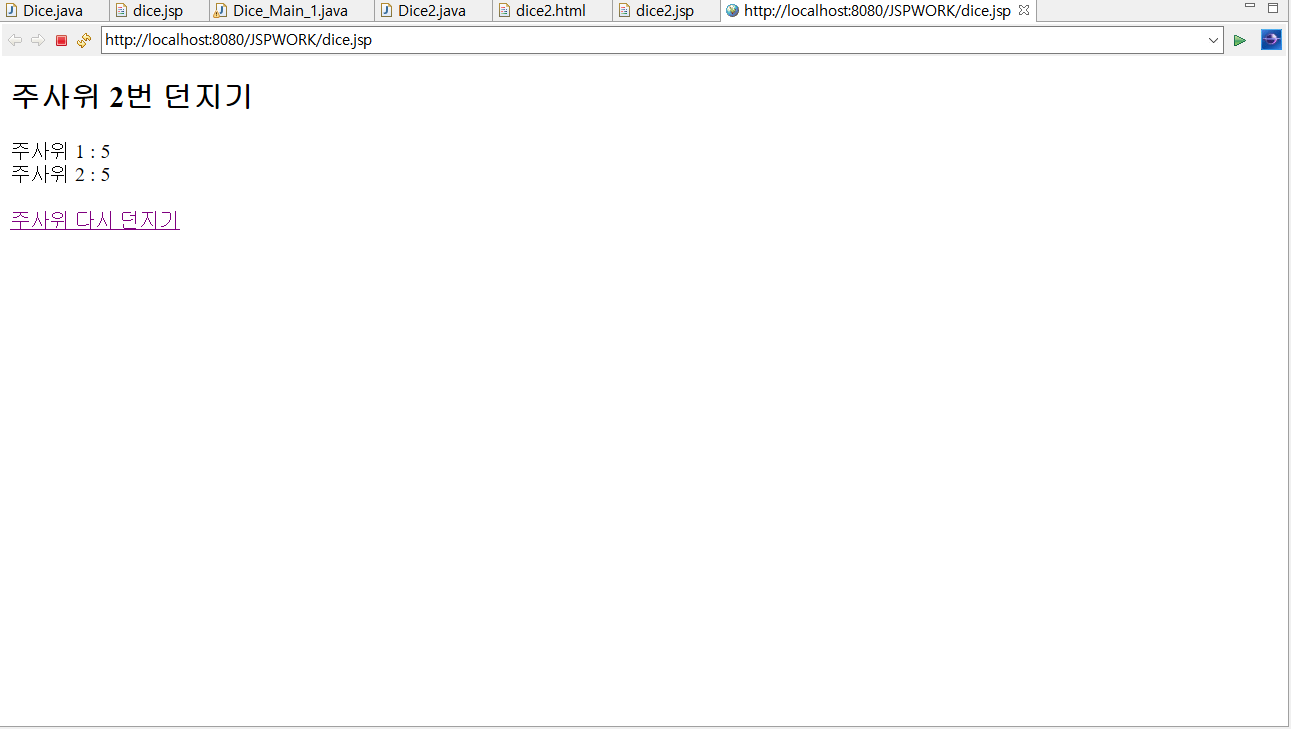 Dice.java dice.jsp Dice_Main_1.java Dice2.java dice2.html dice2.jsp http://localhost:8080/JSPWORK/dice.jsp
http://localhost:8080/JSPWORK/dice.jsp
주사위 2번 던지기
주사위 1 : 5
주사위 2 : 5
주사위 다시 던지기